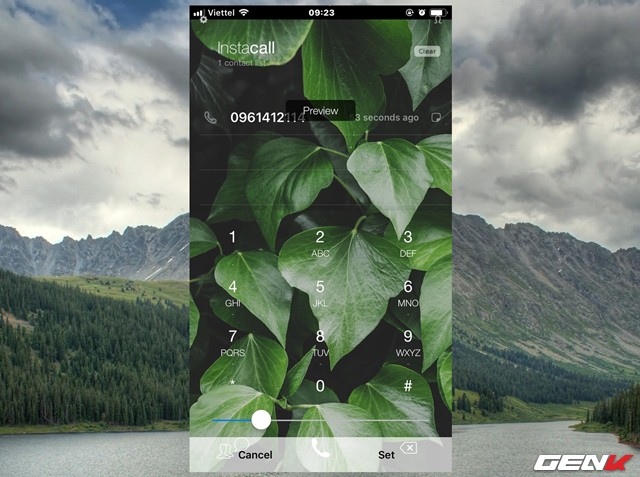 Viettel 09:23
Instacall Clear
1 contact list
Preview
0961412114 53 seconds ago
1 2 3
ABC DEF
4 5 6
GHI JKL MNO
7 8 9
PQRS TUV WXYZ
* 0 #
Cancel Set
GENK